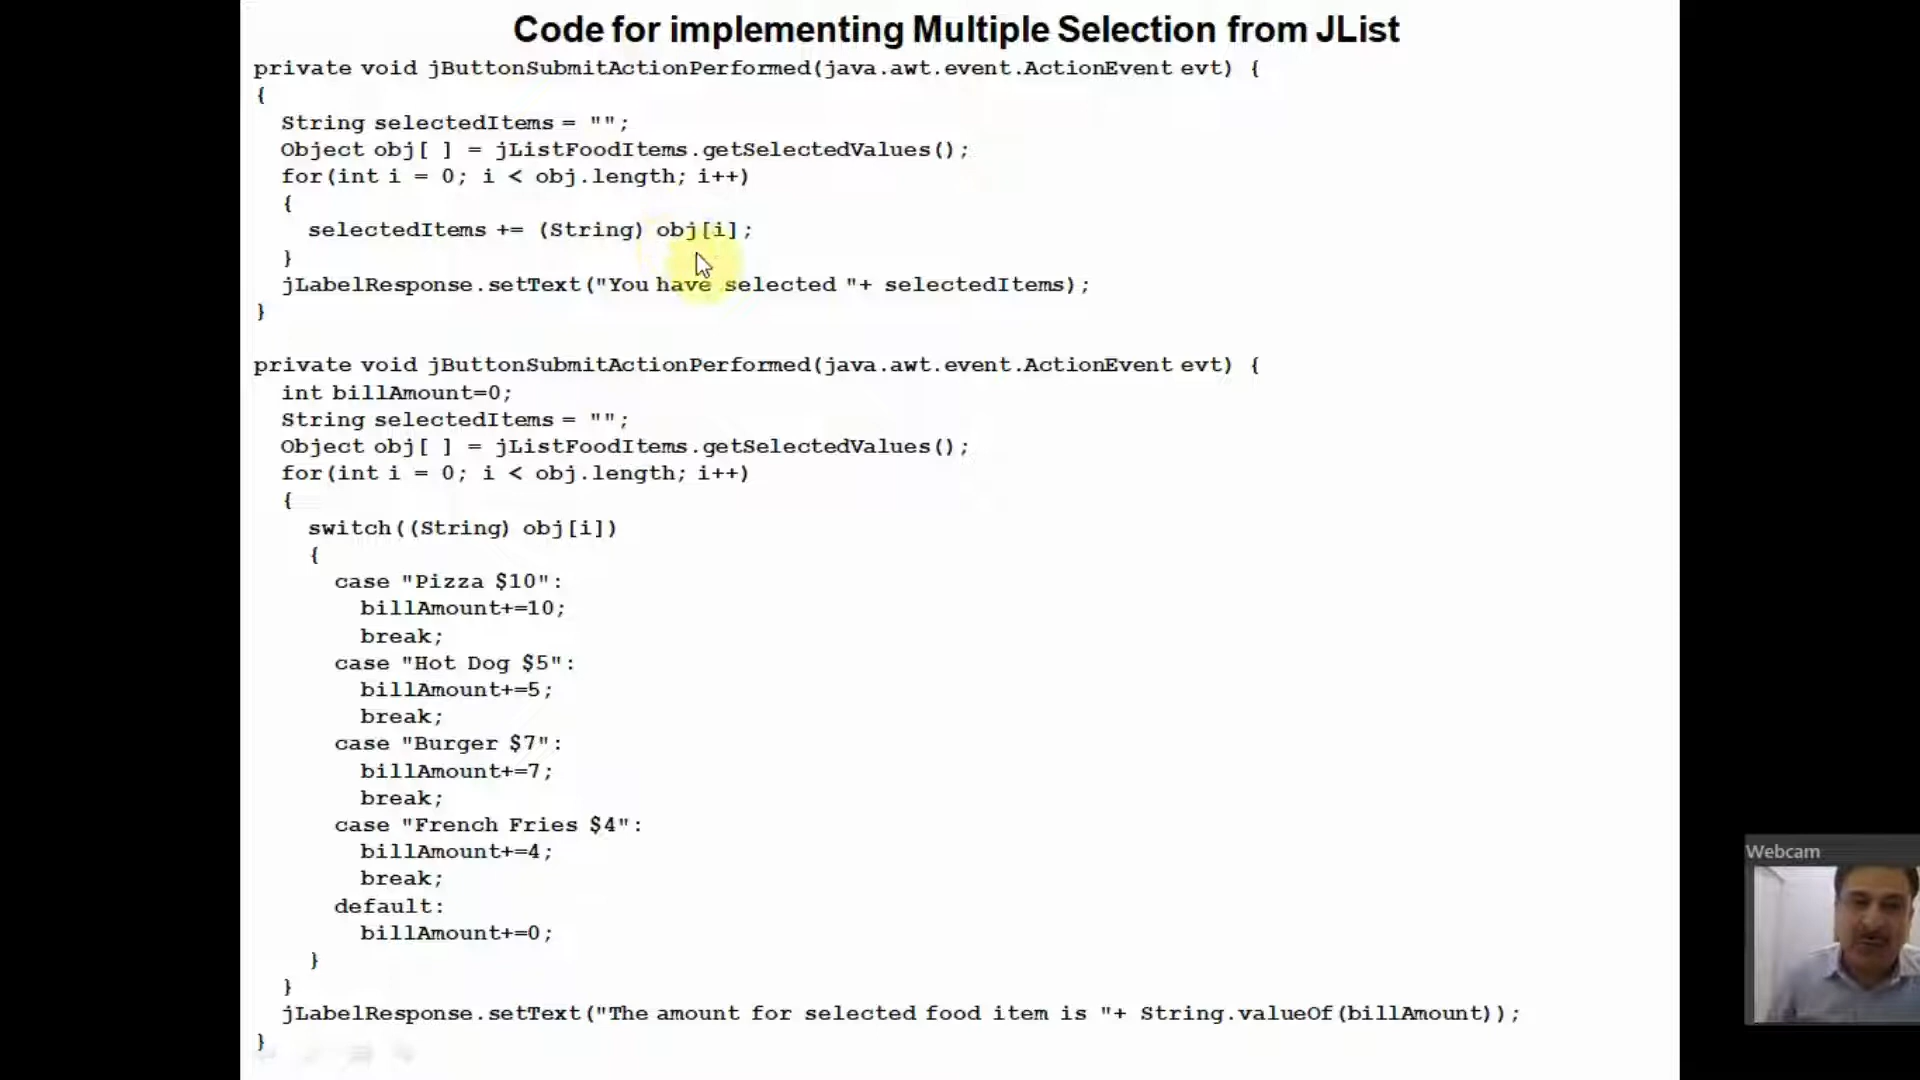 Code for implementing Multiple Selection from JList
private void jButtonSubmitActionPerformed(java.awt.event.ActionEvent evt) {
{
String selectedItems = "";
Object obj[ ] = jListFoodItems.getSelectedValues();
for(int i = 0; i < obj.length; i++)
{
selectedItems += (String) obj[i];
}
jLabelResponse.setText("You have selected "+ selectedItems);
}
private void jButtonSubmitActionPerformed(java.awt.event.ActionEvent evt) {
int billAmount=0;
String selectedItems = "";
Object obj[ ] = jListFoodItems.getSelectedValues();
for(int i = 0; i < obj.length; i++)
{
switch((String) obj[i])
{
case "Pizza $10":
billAmount+=10;
break;
case "Hot Dog $5":
billAmount+=5;
break;
case "Burger $7":
billAmount+=7;
break;
case "French Fries $4":
billAmount+=4;
break;
default:
billAmount+=0;
}
}
jLabelResponse.setText("The amount for selected food item is "+ String.valueOf(billAmount));
}
Webcam